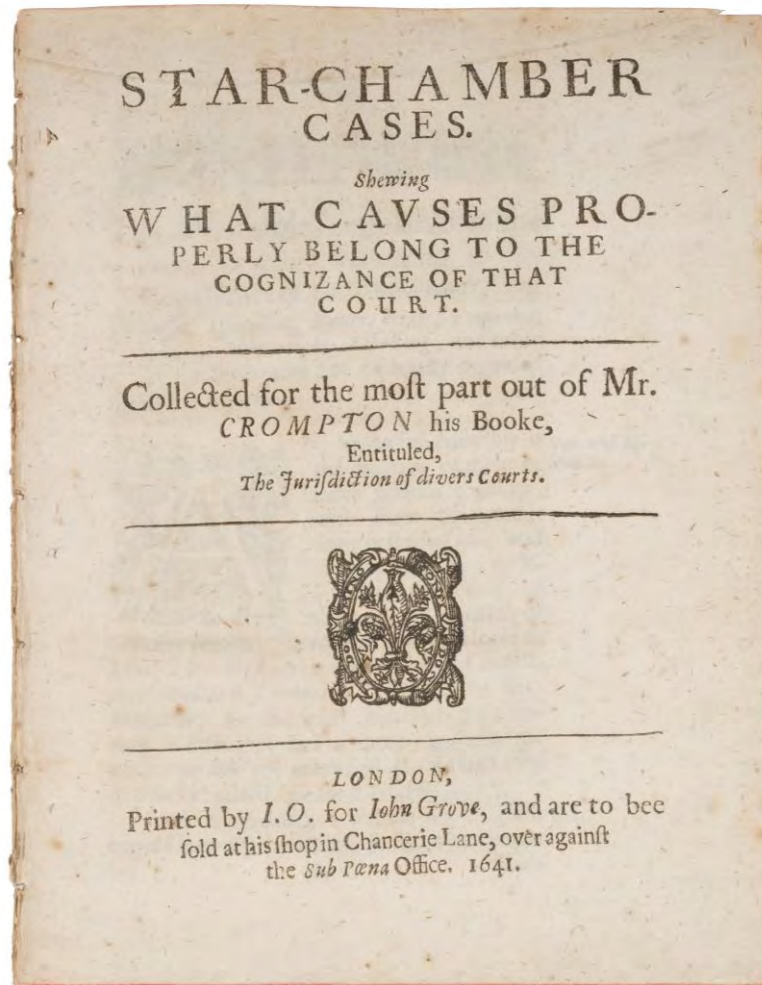 STAR-CHAMBER
CASES.
Shewing
WHAT CAVSES PRO-
PERLY BELONG TO THE
COGNIZANCE OF THAT
COURT.
Collected for the moſt part out of Mr.
CROMPTON his Booke,
Entituled,
The Juriſdiction of divers Courts.
LONDON,
Printed by I. O. for Iohn Grove, and are to bee
ſold at his ſhop in Chancerie Lane, over againſt
the Sub Pœna Office. 1641.